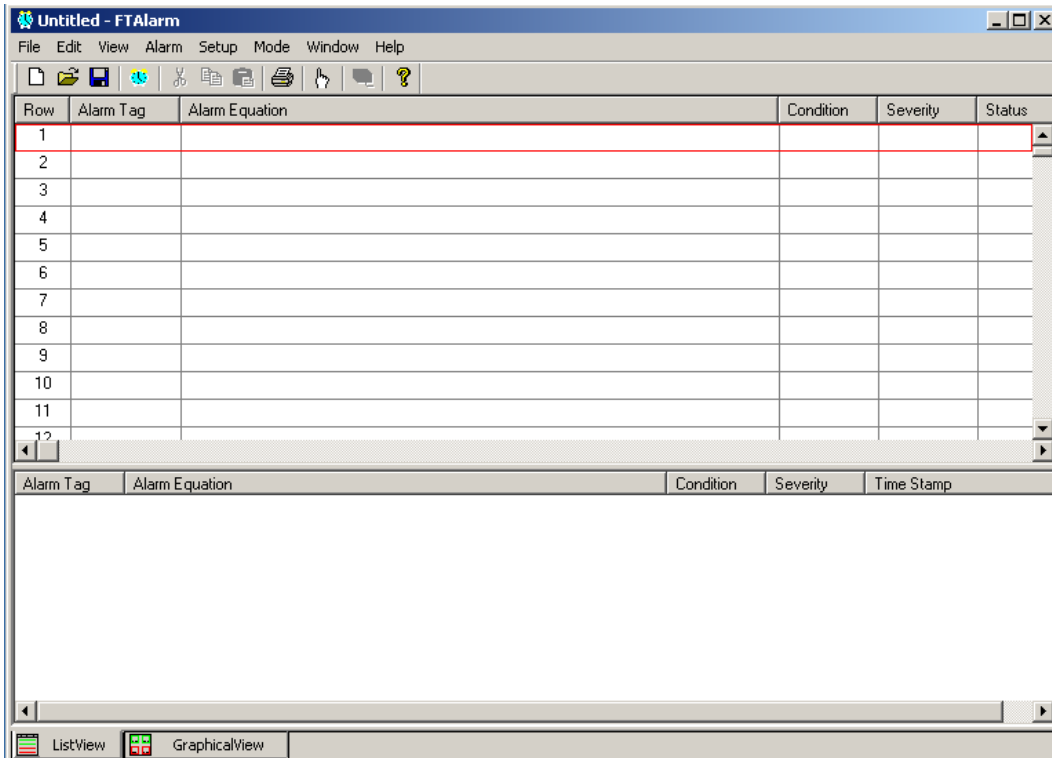 Untitled - FTAlarm
File Edit View Alarm Setup Mode Window Help
Row Alarm Tag Alarm Equation Condition Severity Status
1
2
3
4
5
6
7
8
9
10
11
12
Alarm Tag Alarm Equation Condition Severity Time Stamp
ListView GraphicalView